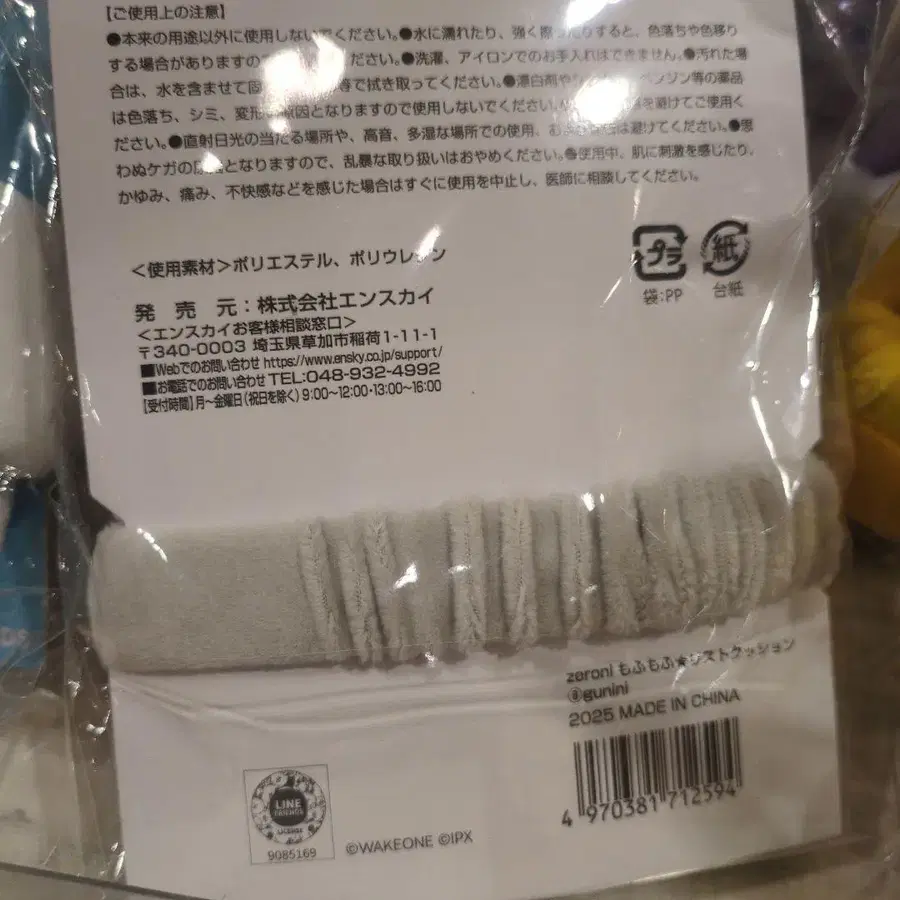 【ご使用上の注意】
●本来の用途以外に使用しないでください。●水に濡れたり、強く擦ったりすると、色落ちや色移り
する場合がありますの ださい。●洗濯、アイロンでのお手入れはできません。●汚れた場
合は、水を含ませて固 等で拭き取ってください。●漂白剤や ベンゾン等の薬品
は色落ち、シミ、変形の原因となりますので使用しないでください を避けてご使用く
ださい。●直射日光の当たる場所や、高音、多湿な場所での使用、お は避けてください。●思
わぬケガの原因となりますので、乱暴な取り扱いはおやめください。●使用中、肌に刺激を感じたり、
かゆみ、痛み、不快感などを感じた場合はすぐに使用を中止し、医師に相談してください。
＜使用素材＞ポリエステル、ポリウレタン
プラ
紙
袋:PP
台紙
発 売 元：株式会社エンスカイ
＜エンスカイお客様相談窓口＞
〒340-0003 埼玉県草加市稲荷1-11-1
■Webでのお問い合わせ https://www.ensky.co.jp/support/
■お電話でのお問い合わせ TEL:048-932-4992
【受付時間】月〜金曜日（祝日を除く）9:00〜12:00・13:00〜16:00
zeroni もふもふ★リストクッション
⑧gunini
2025 MADE IN CHINA
4 970381 712594
LINE
FRIENDS
LICENSE
9085169
©WAKEONE ©IPX